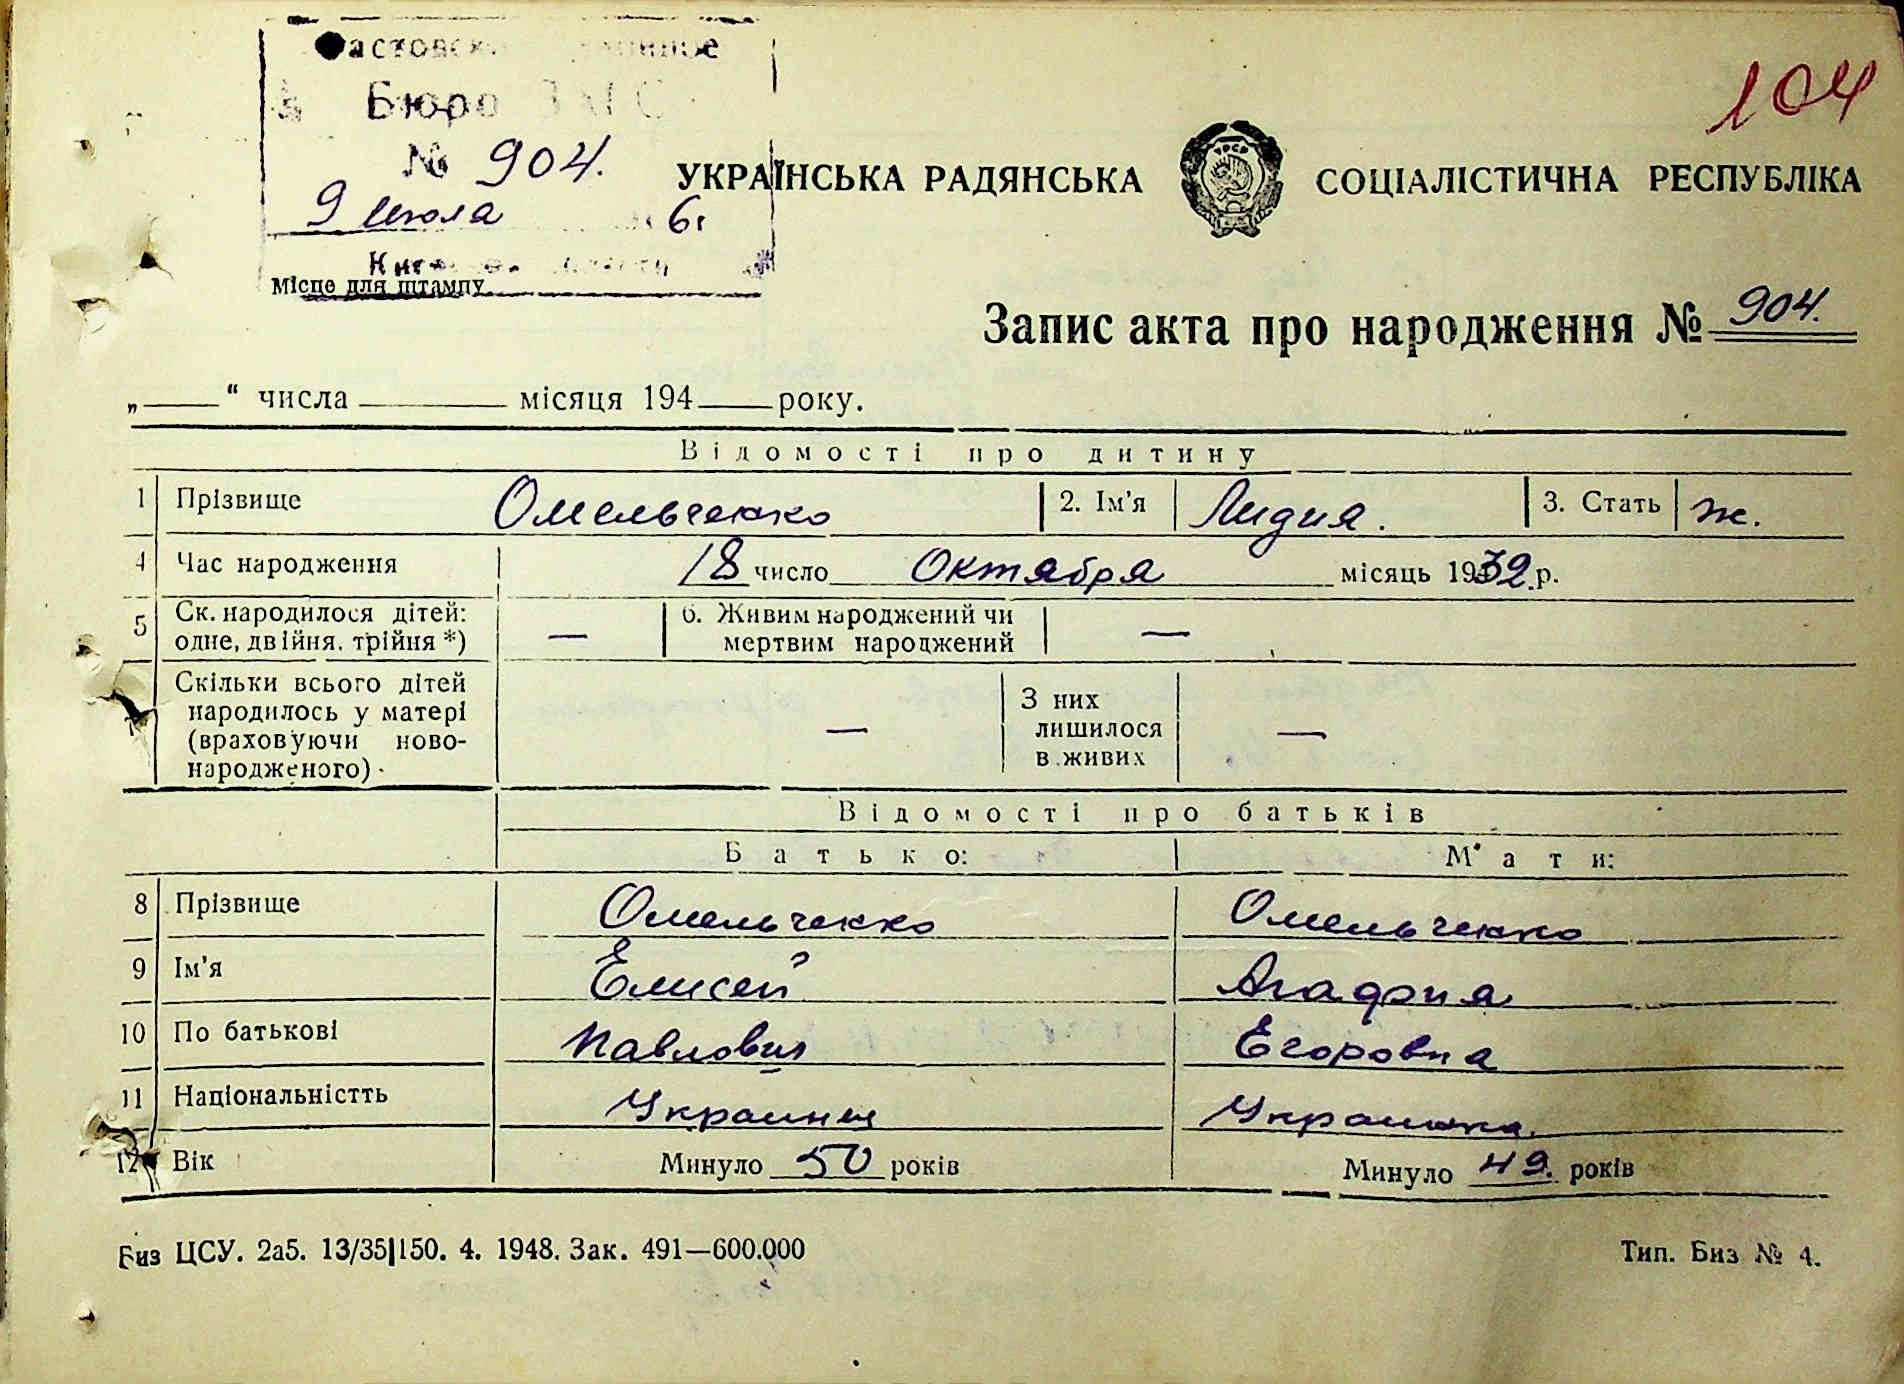 104
Бюро
№ 904.
9 Июля 6г
Місце для штампу
УКРАЇНСЬКА РАДЯНСЬКА СОЦІАЛІСТИЧНА РЕСПУБЛІКА
Запис акта про народження № 904.
„ “ числа місяця 194 року.
Відомості про дитину
1 Прізвище Омельченко 2. Ім'я Лидия. 3. Стать ж.
4 Час народження 18 число Октября місяць 1932.р.
5 Ск. народилося дітей: — 6. Живим народжений чи —
одне, двійня, трійня *) мертвим народжений
Скільки всього дітей З них
народилось у матері — лишилося —
(враховуючи ново- в живих
народженого)
Відомості про батьків
Батько: Мати:
8 Прізвище Омельченко Омельченко
9 Ім'я Елисей Агафия
10 По батькові Павлович Егоровна
11 Національністть Украинец Украинка.
12 Вік Минуло 50 років Минуло 49. років
Биз ЦСУ. 2а5. 13/35|150. 4. 1948. Зак. 491—600.000 Тип. Биз № 4.